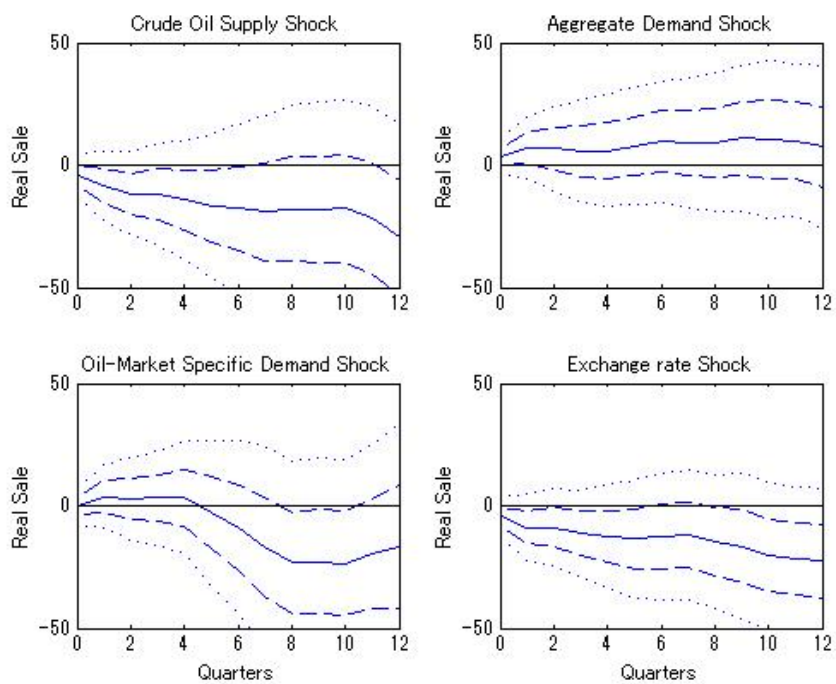 Crude Oil Supply Shock
50
0
-50
Real Sale
0 2 4 6 8 10 12
Aggregate Demand Shock
50
0
-50
Real Sale
0 2 4 6 8 10 12
Oil-Market Specific Demand Shock
50
0
-50
Real Sale
0 2 4 6 8 10 12
Quarters
Exchange rate Shock
50
0
-50
Real Sale
0 2 4 6 8 10 12
Quarters